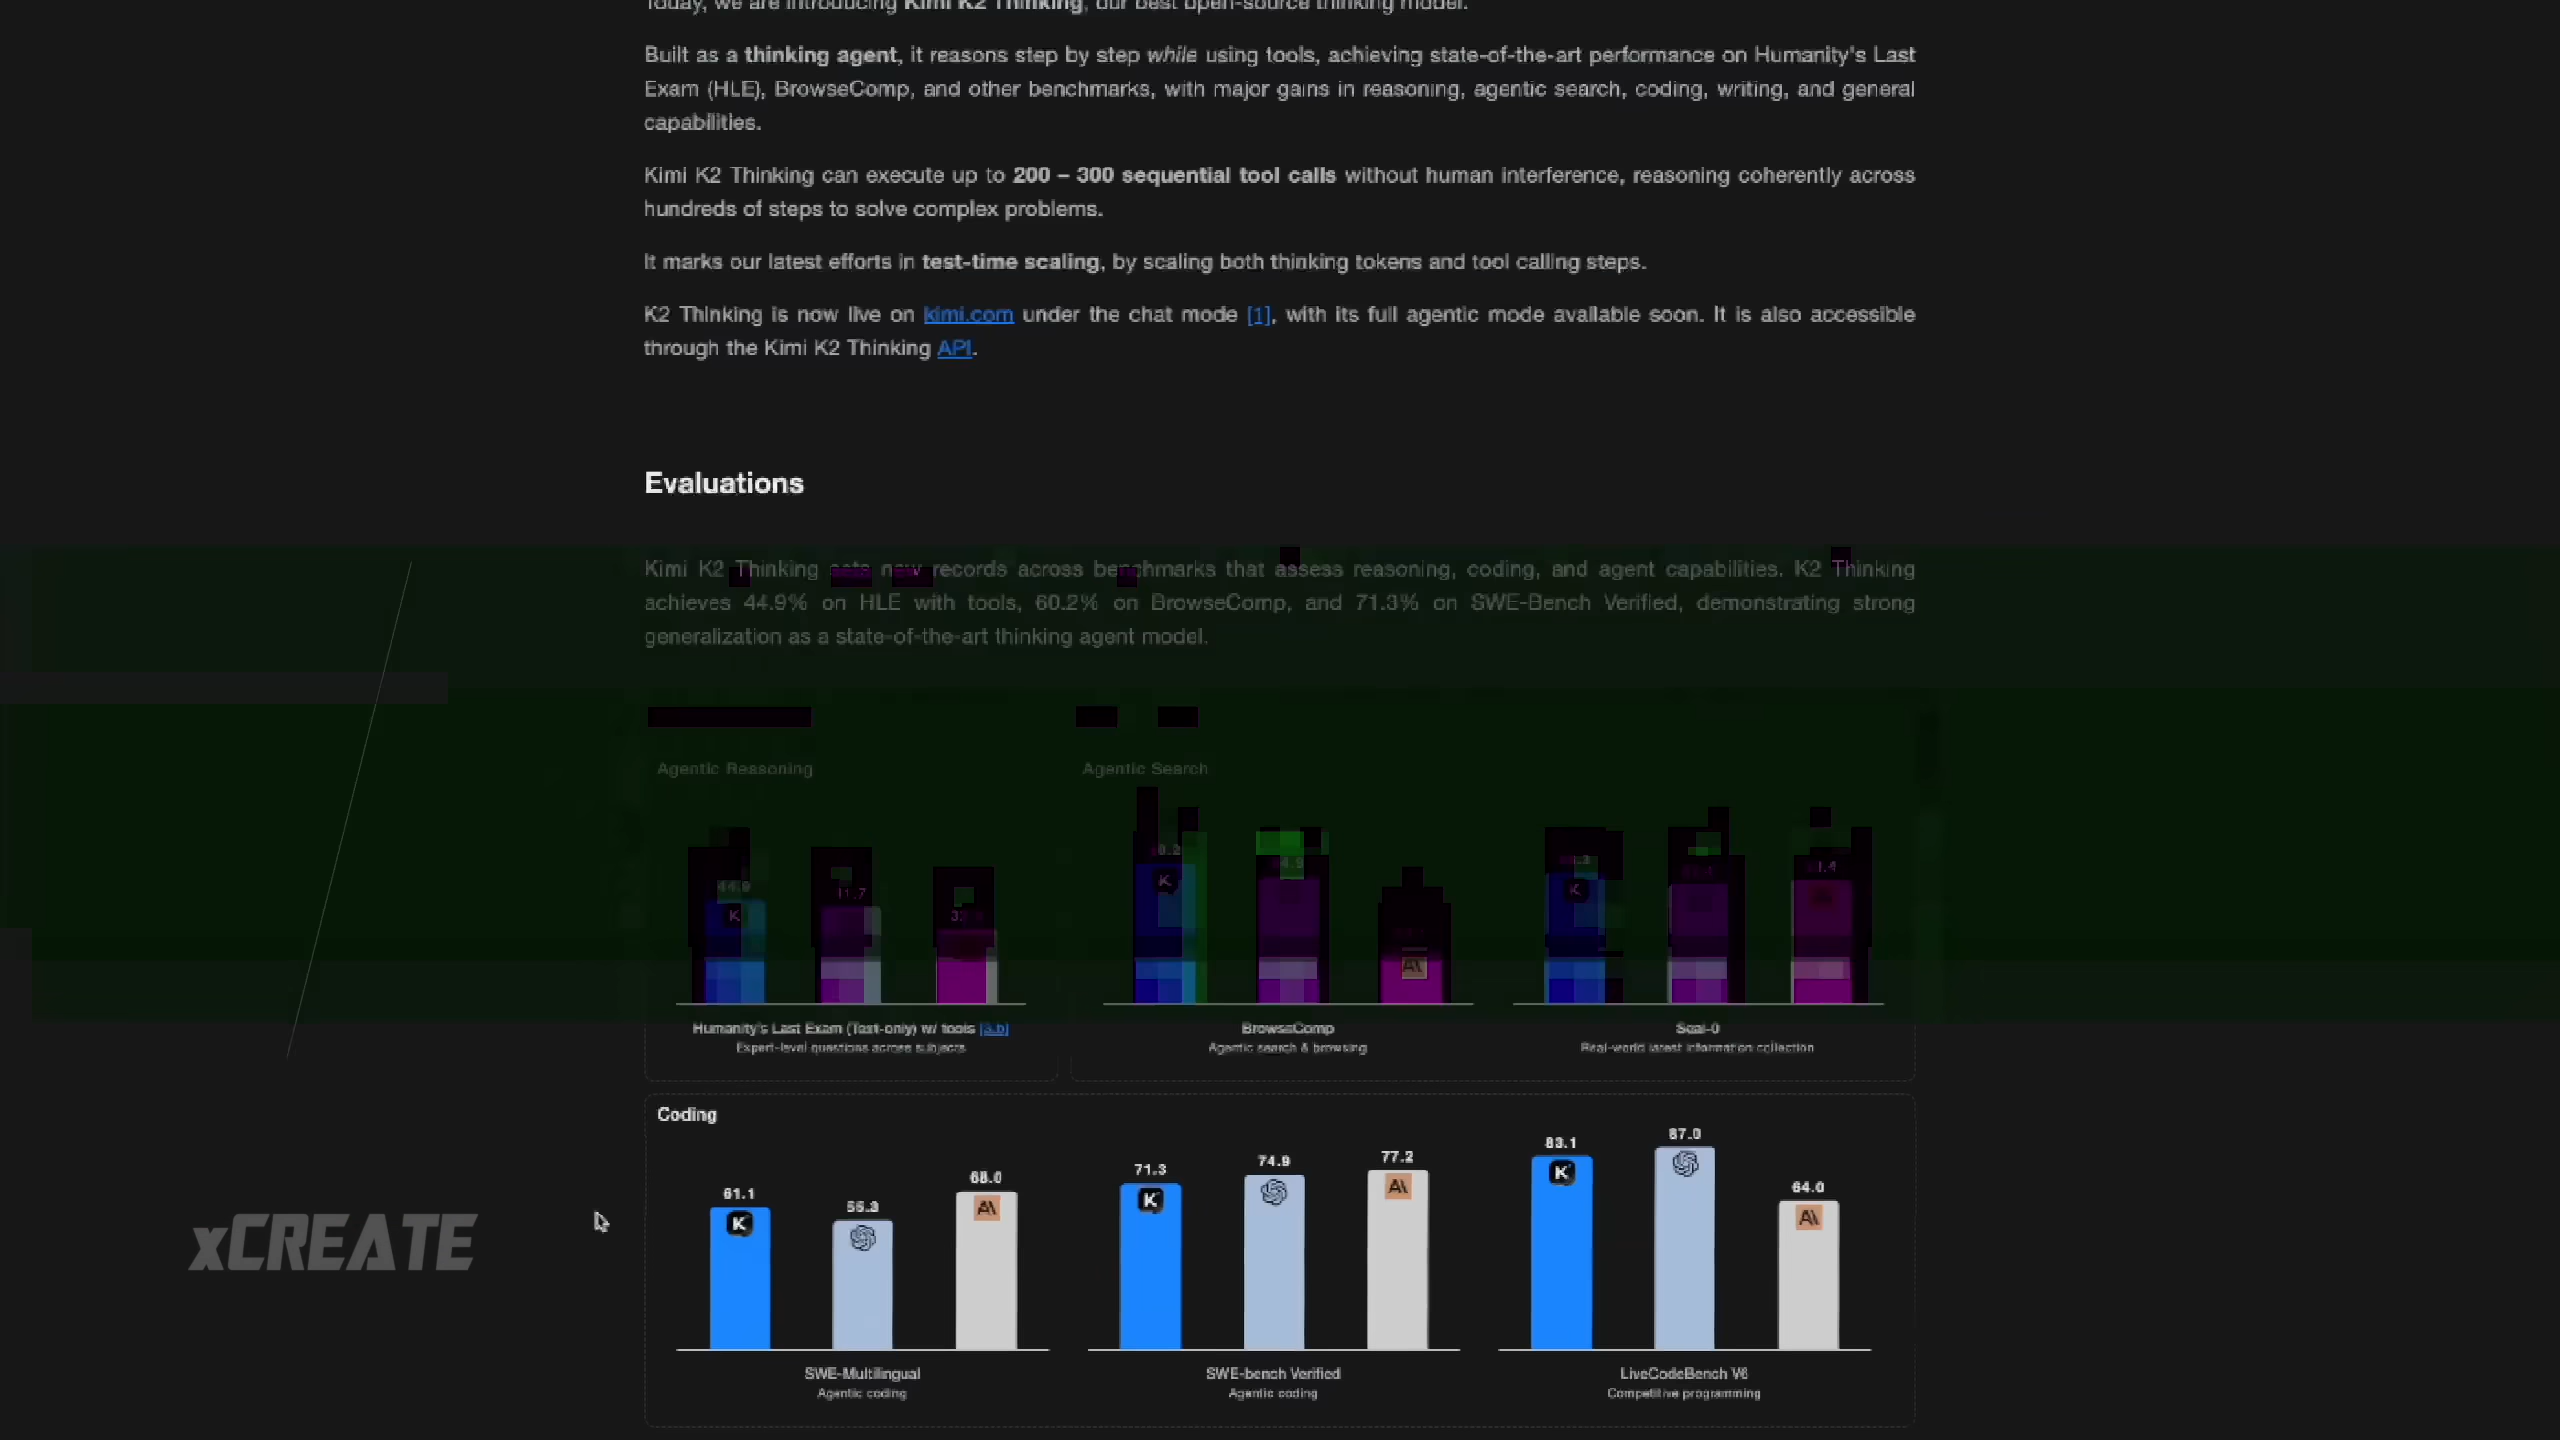 Today, we are introducing Kimi K2 Thinking, our best open-source thinking model.
Built as a thinking agent, it reasons step by step while using tools, achieving state-of-the-art performance on Humanity's Last
Exam (HLE), BrowseComp, and other benchmarks, with major gains in reasoning, agentic search, coding, writing, and general
capabilities.
Kimi K2 Thinking can execute up to 200 – 300 sequential tool calls without human interference, reasoning coherently across
hundreds of steps to solve complex problems.
It marks our latest efforts in test-time scaling, by scaling both thinking tokens and tool calling steps.
K2 Thinking is now live on kimi.com under the chat mode [1], with its full agentic mode available soon. It is also accessible
through the Kimi K2 Thinking API.
Evaluations
Kimi K2 Thinking sets new records across benchmarks that assess reasoning, coding, and agent capabilities. K2 Thinking
achieves 44.9% on HLE with tools, 60.2% on BrowseComp, and 71.3% on SWE-Bench Verified, demonstrating strong
generalization as a state-of-the-art thinking agent model.
Agentic Reasoning
Agentic Search
44.9
K
K
K
A\
Humanity's Last Exam (Text-only) w/ tools [3.b]
Expert-level questions across subjects
BrowseComp
Agentic search & browsing
Seal-0
Real-world latest information collection
Coding
61.1
55.3
68.0
71.3
74.9
77.2
83.1
87.0
64.0
K
A\
K
A\
K
A\
SWE-Multilingual
Agentic coding
SWE-bench Verified
Agentic coding
LiveCodeBench V6
Competitive programming
xCREATE